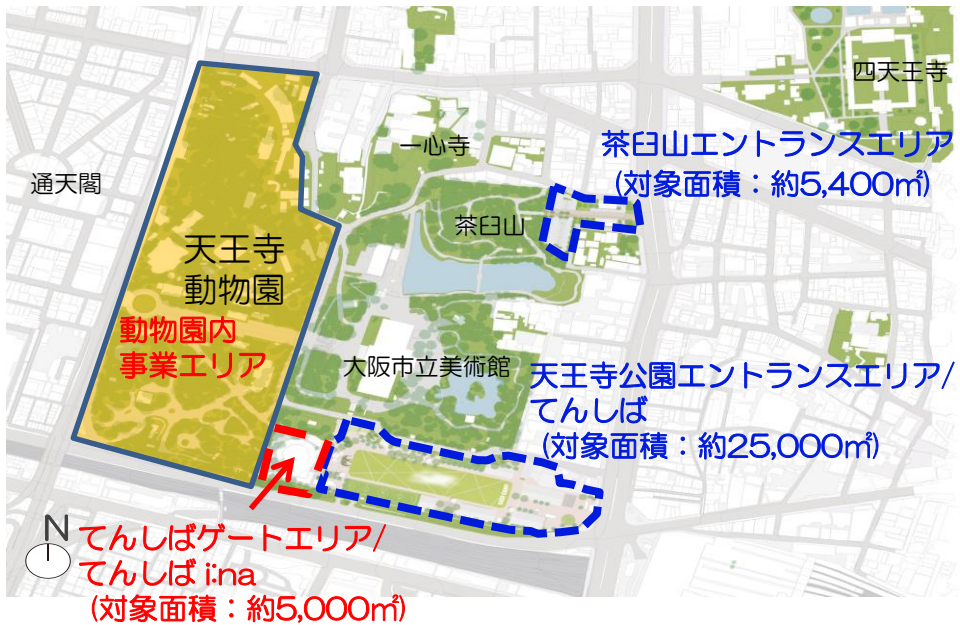 四天王寺
一心寺
茶臼山エントランスエリア
(対象面積：約5,400㎡)
通天閣
茶臼山
天王寺
動物園
動物園内
事業エリア
大阪市立美術館
天王寺公園エントランスエリア/
てんしば
(対象面積：約25,000㎡)
N
てんしばゲートエリア/
てんしば i:na
(対象面積：約5,000㎡)